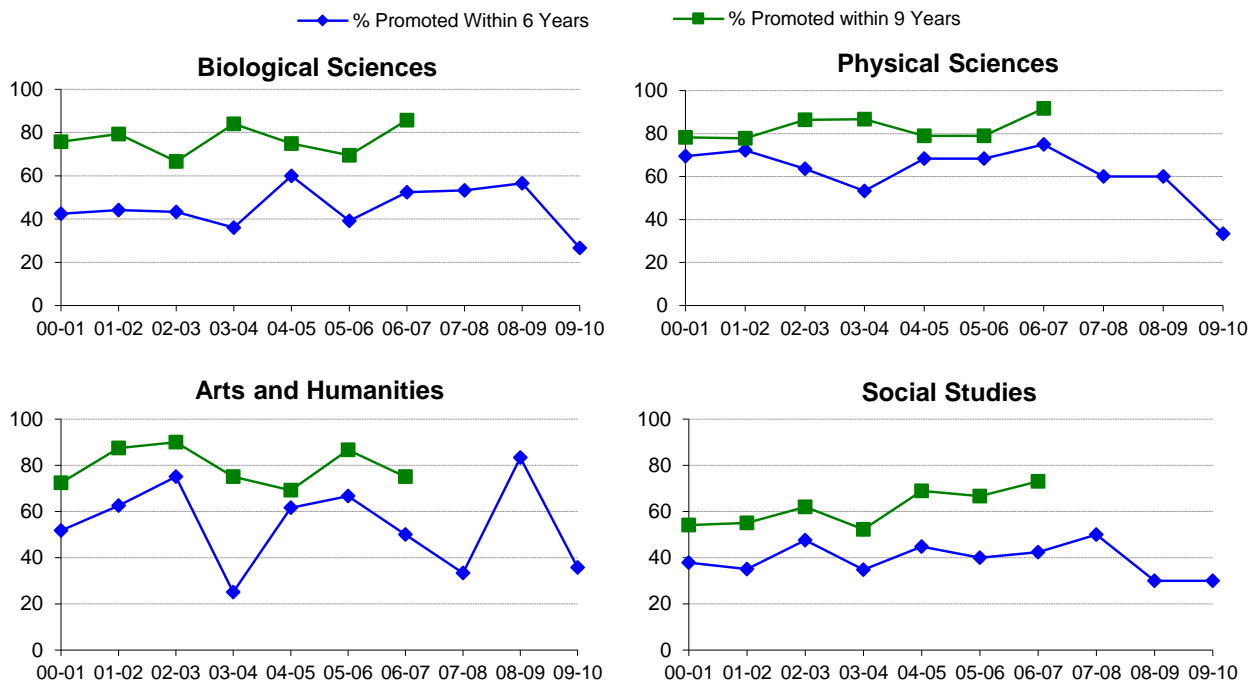 % Promoted Within 6 Years % Promoted within 9 Years
Biological Sciences
100
80
60
40
20
0
00-01 01-02 02-03 03-04 04-05 05-06 06-07 07-08 08-09 09-10
Physical Sciences
100
80
60
40
20
0
00-01 01-02 02-03 03-04 04-05 05-06 06-07 07-08 08-09 09-10
Arts and Humanities
100
80
60
40
20
0
00-01 01-02 02-03 03-04 04-05 05-06 06-07 07-08 08-09 09-10
Social Studies
100
80
60
40
20
0
00-01 01-02 02-03 03-04 04-05 05-06 06-07 07-08 08-09 09-10